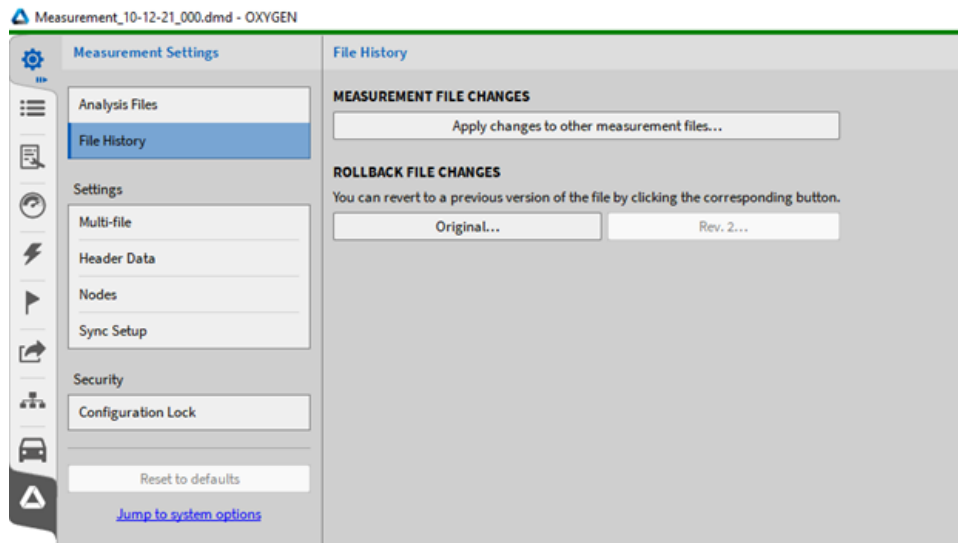 Measurement_10-12-21_000.dmd - OXYGEN
Measurement Settings
Analysis Files
File History
Settings
Multi-file
Header Data
Nodes
Sync Setup
Security
Configuration Lock
Reset to defaults
Jump to system options
File History
MEASUREMENT FILE CHANGES
Apply changes to other measurement files...
ROLLBACK FILE CHANGES
You can revert to a previous version of the file by clicking the corresponding button.
Original...
Rev. 2...